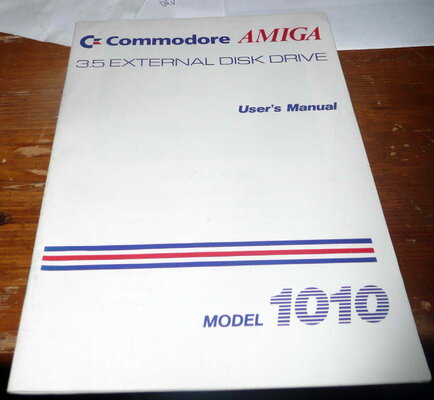 Commodore AMIGA
3.5 EXTERNAL DISK DRIVE
User's Manual
MODEL 1010